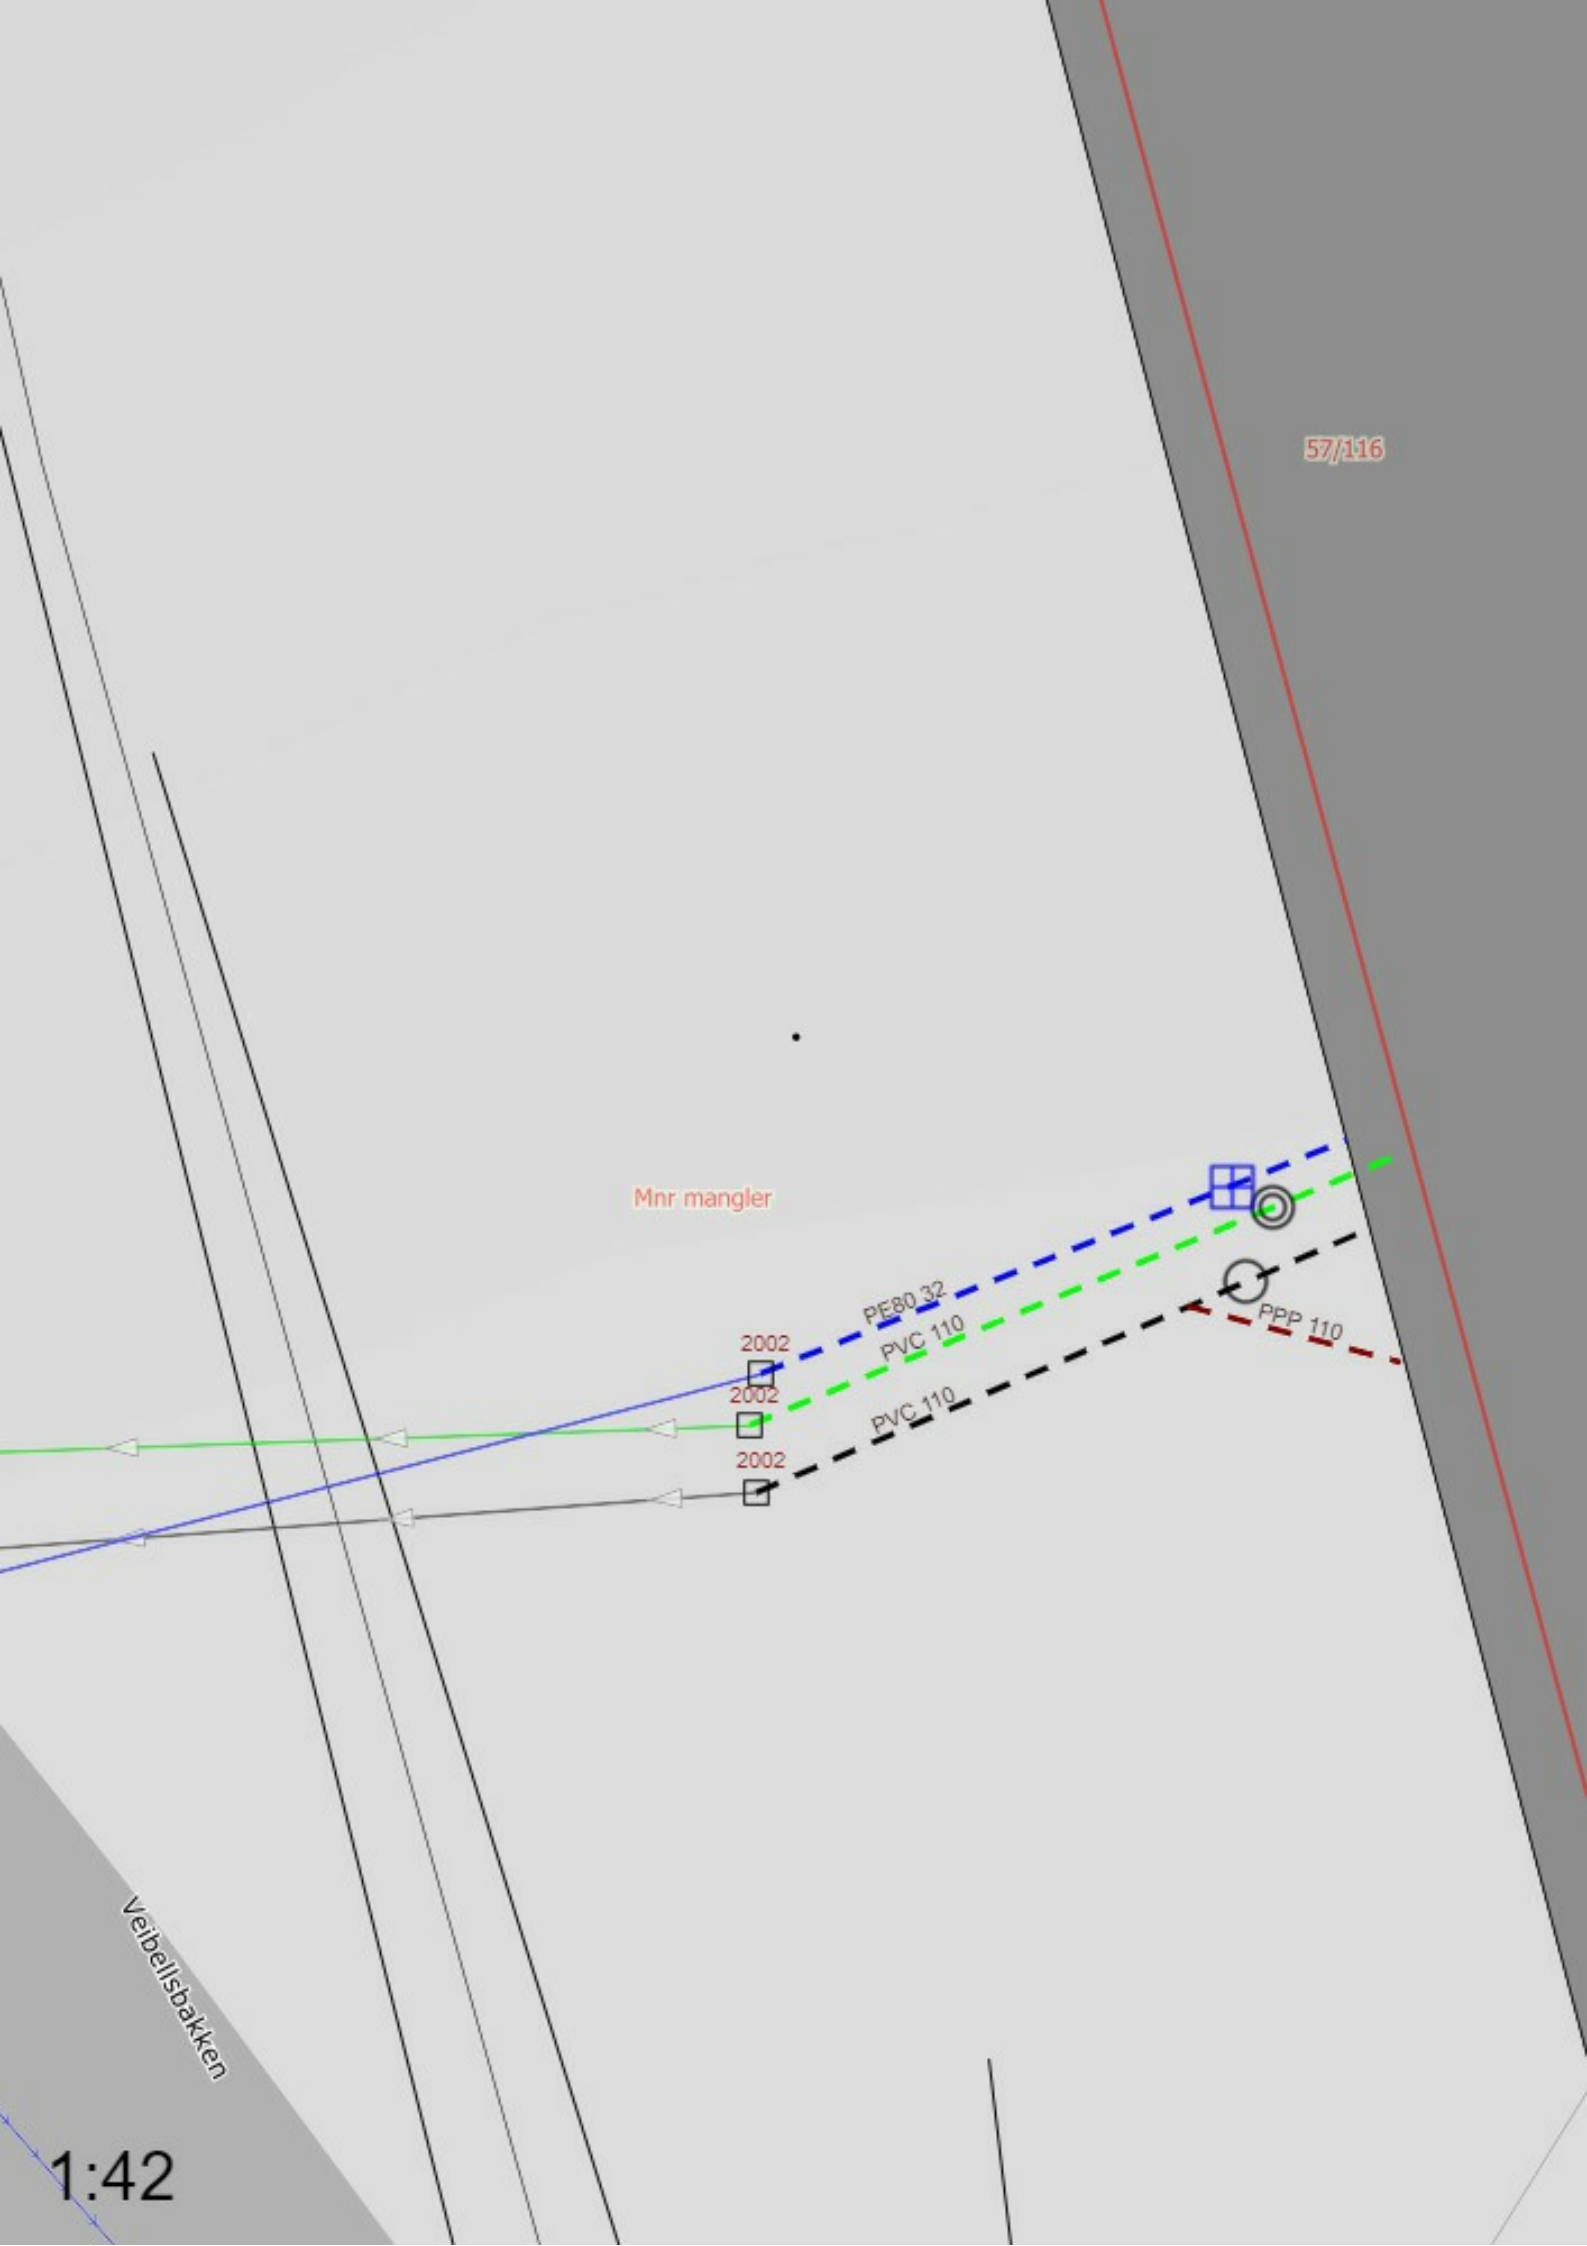 57/116
Mnr mangler
PE80 32
PVC 110
PPP 110
2002
2002
PVC 110
2002
Veibellsbakken
1:42